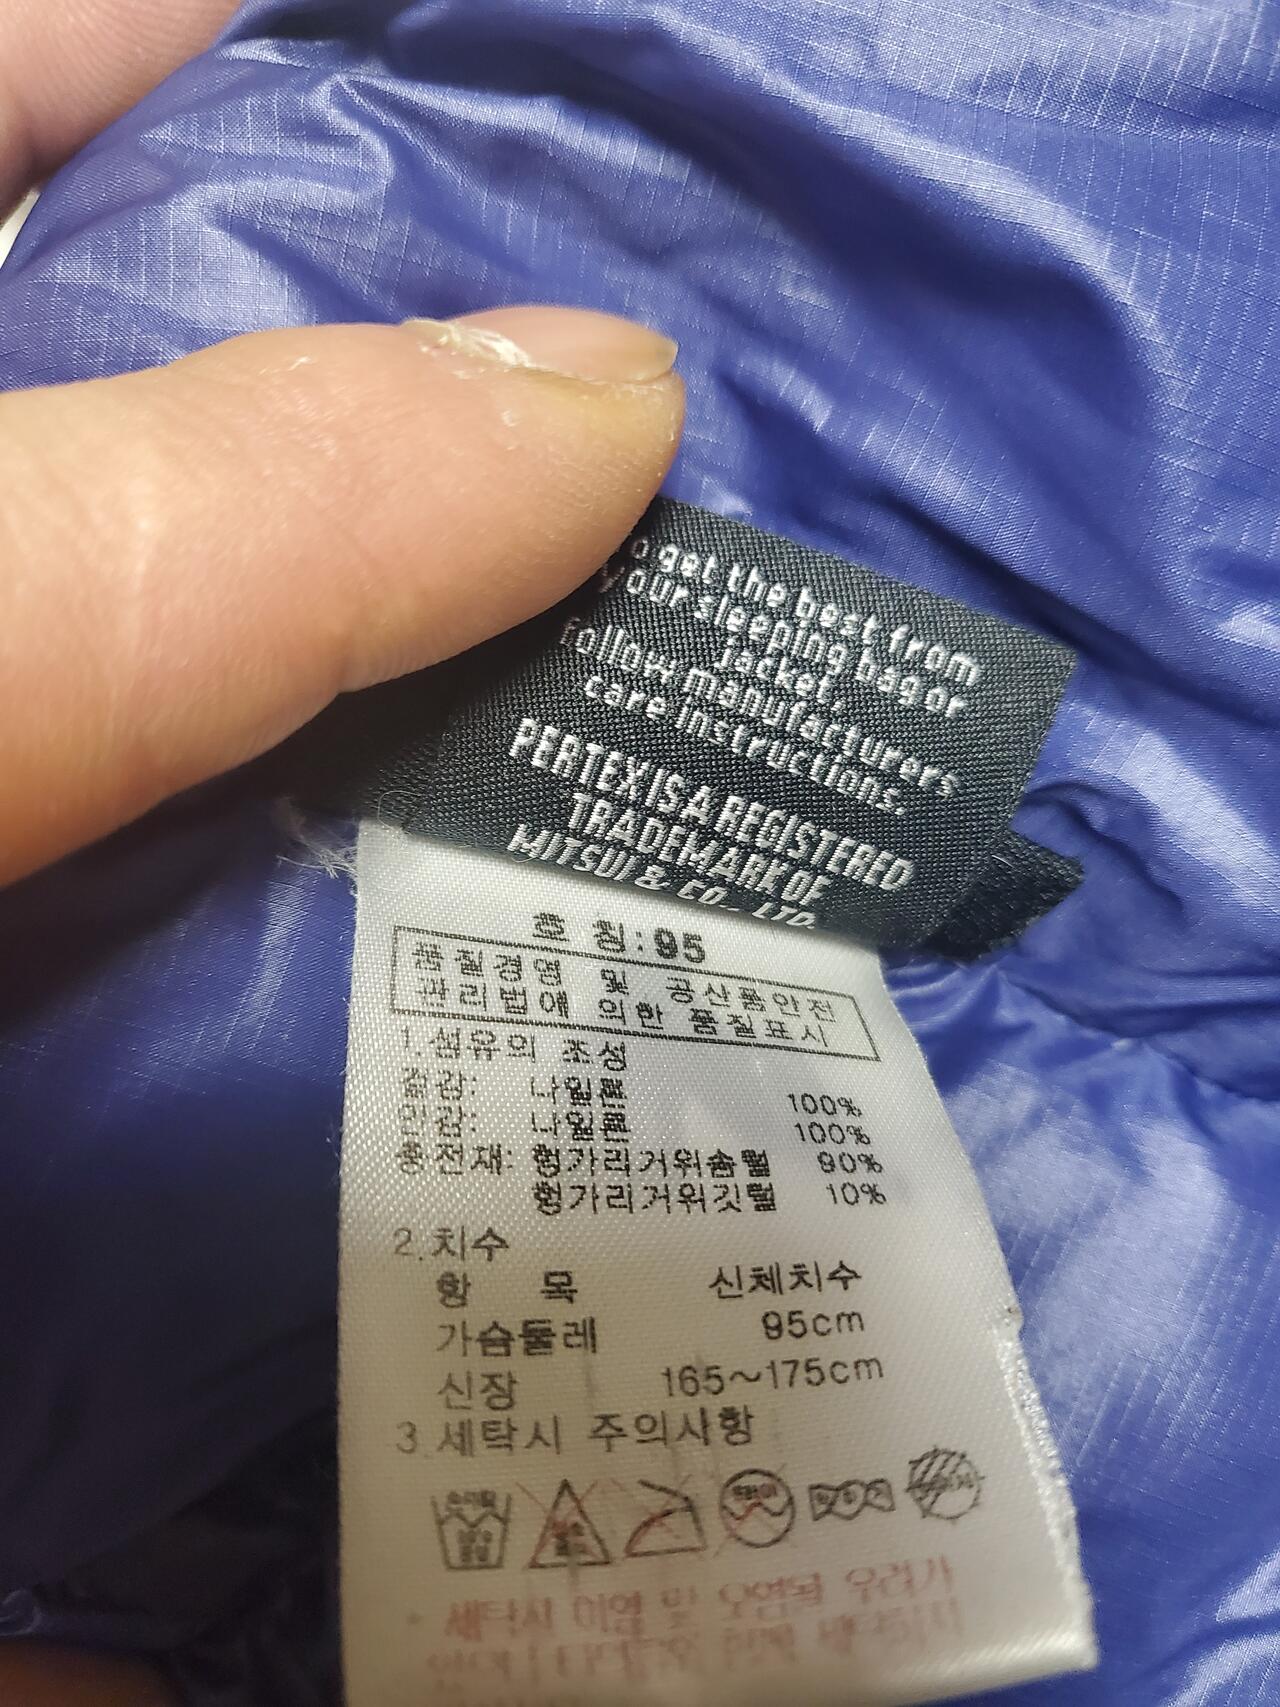 o get the best from
your sleeping bag or
jacket.
Follow manufacturers
care instructions.
PERTEX IS A REGISTERED
TRADEMARK OF
MITSUI & CO., LTD.
호 칭:95
품질경영 및 공산품안전
관리법에 의한 품질표시
1.섬유의 조성
겉감: 나일론 100%
안감: 나일론 100%
충전재: 헝가리거위솜털 90%
헝가리거위깃털 10%
2.치수
항 목 신체치수
가슴둘레 95cm
신장 165~175cm
3.세탁시 주의사항
세탁시 이염 및 오염될 우려가